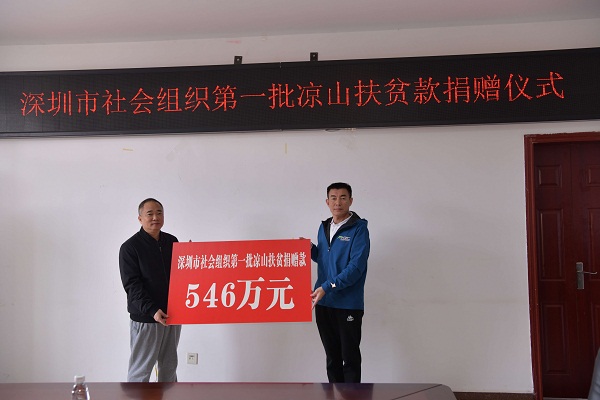 深圳市社会组织第一批凉山扶贫款捐赠仪式
深圳市社会组织第一批凉山扶贫捐赠款
546万元